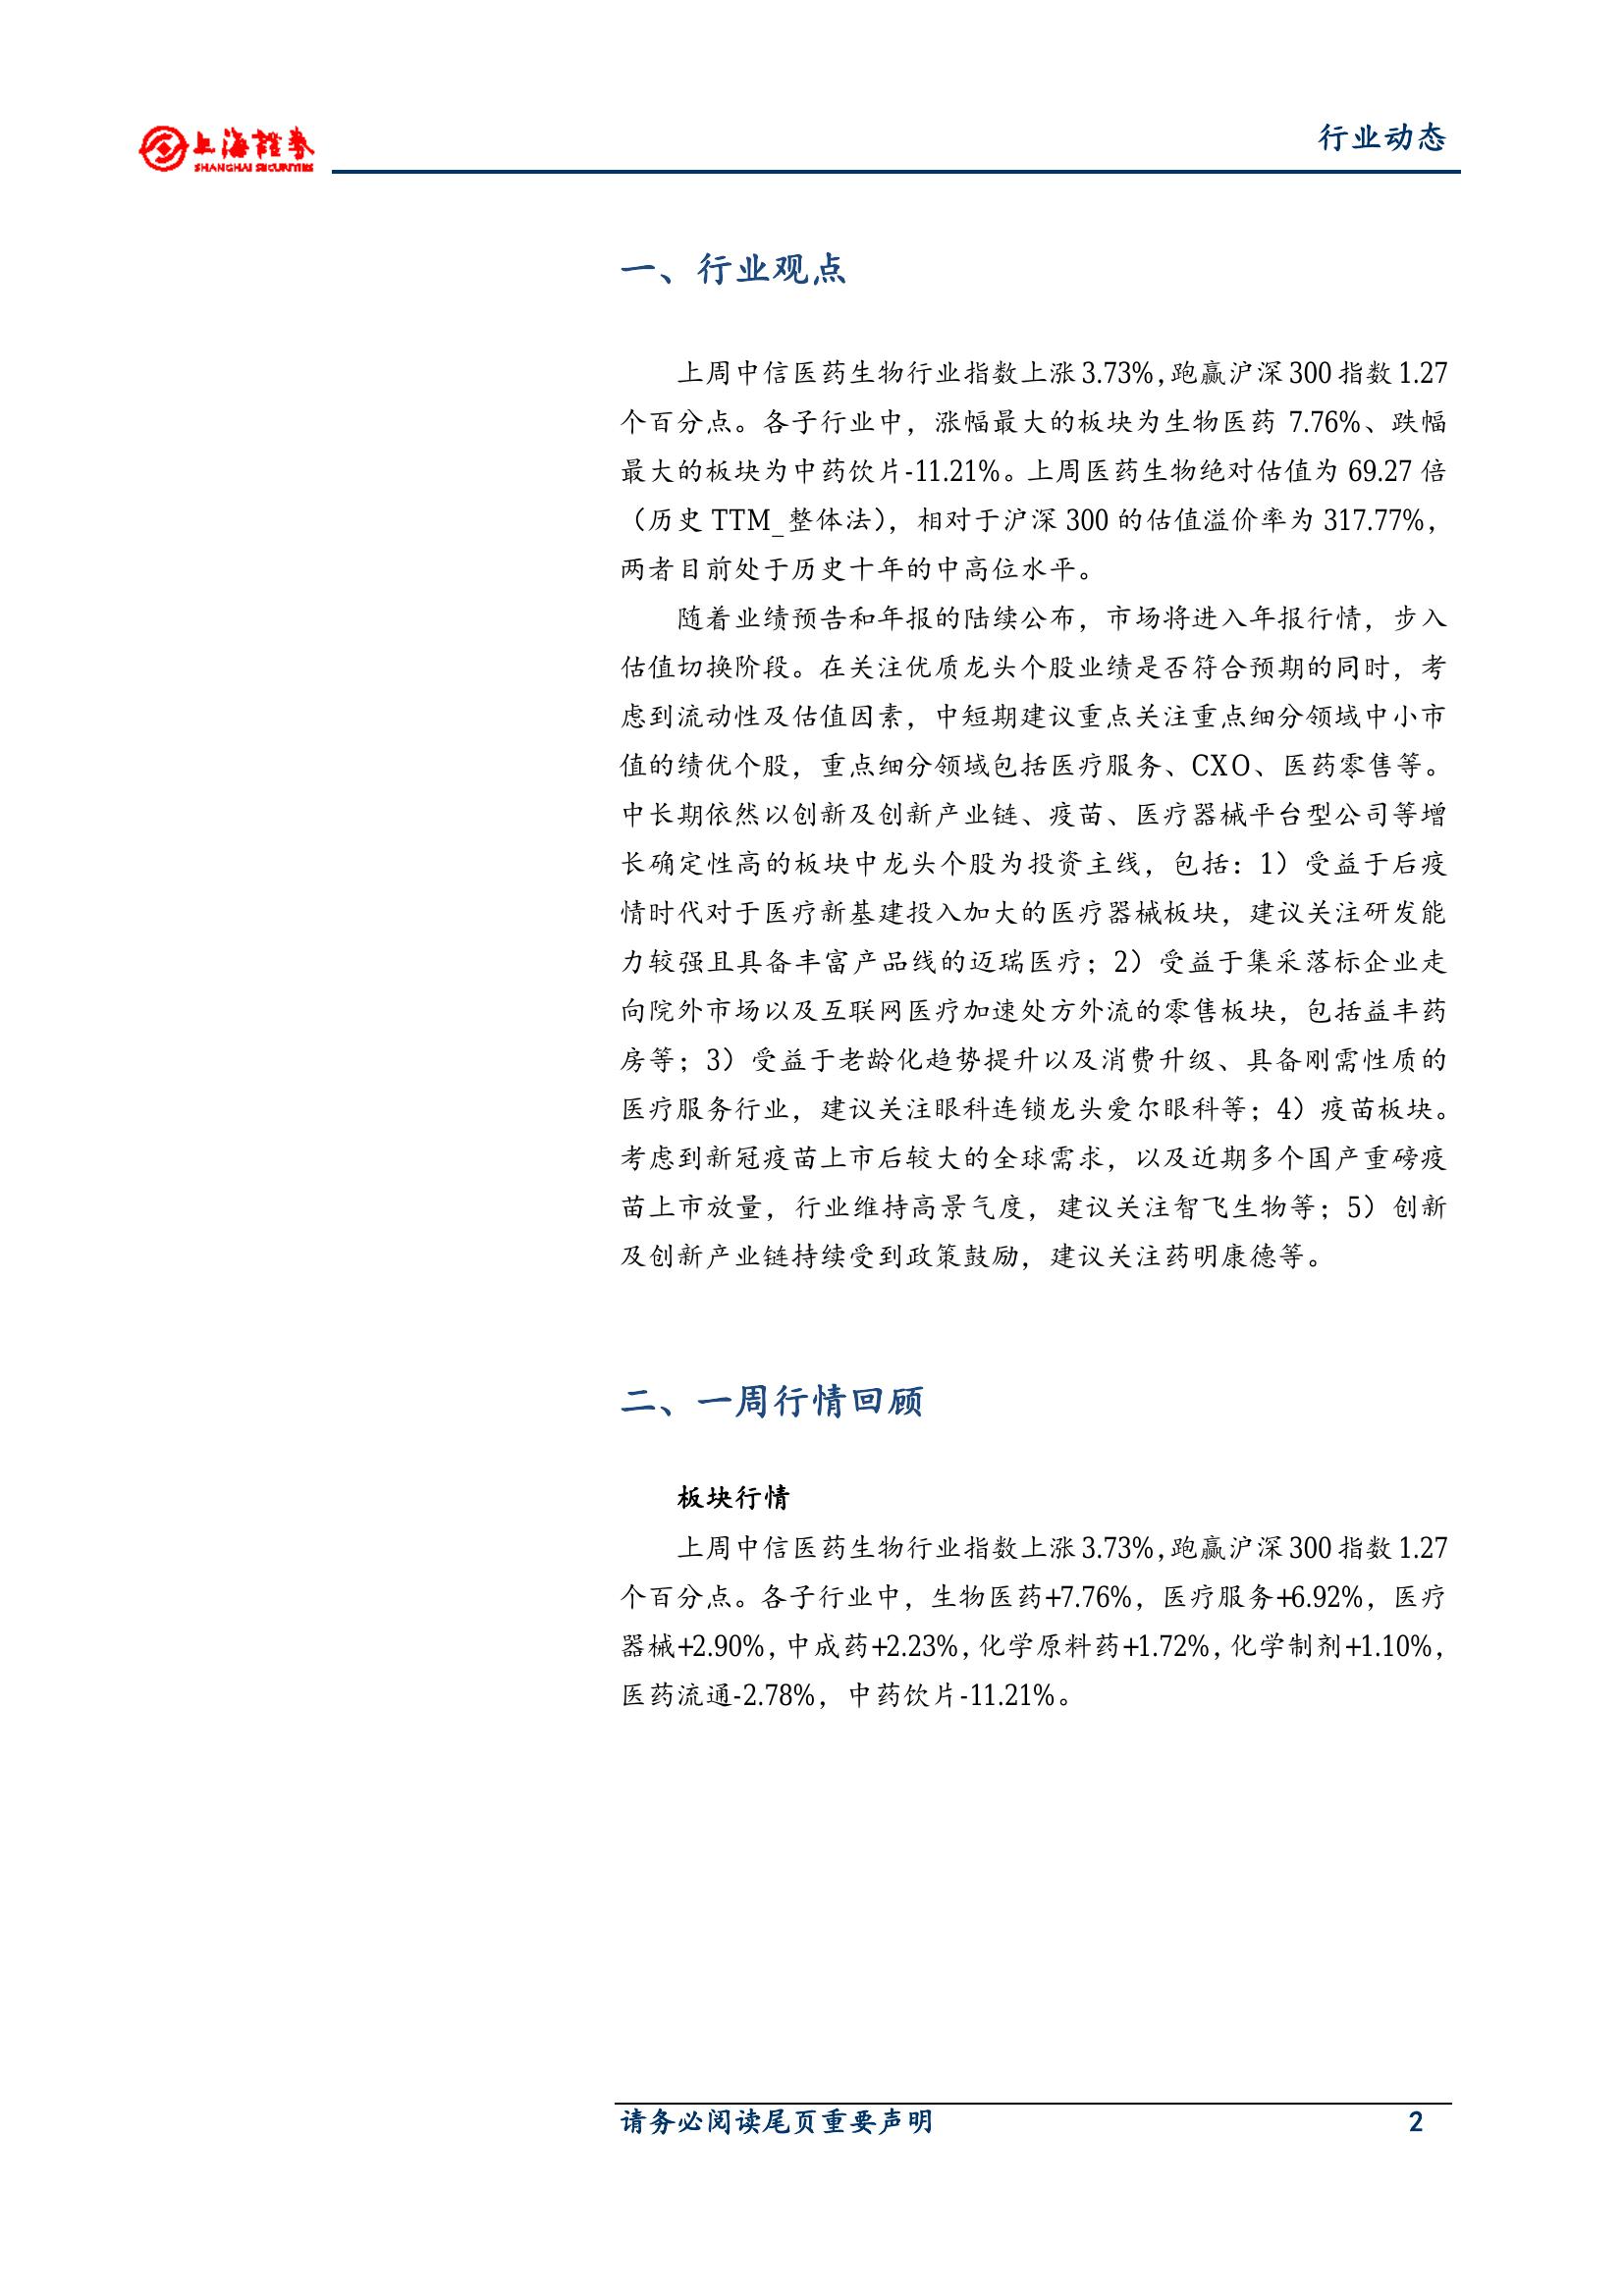 上海證券
SHANGHAI SECURITIES
行业动态
一、行业观点
上周中信医药生物行业指数上涨3.73%，跑赢沪深300指数1.27
个百分点。各子行业中，涨幅最大的板块为生物医药 7.76%、跌幅
最大的板块为中药饮片-11.21%。上周医药生物绝对估值为 69.27 倍
（历史 TTM_整体法），相对于沪深 300 的估值溢价率为 317.77%，
两者目前处于历史十年的中高位水平。
随着业绩预告和年报的陆续公布，市场将进入年报行情，步入
估值切换阶段。在关注优质龙头个股业绩是否符合预期的同时，考
虑到流动性及估值因素，中短期建议重点关注重点细分领域中小市
值的绩优个股，重点细分领域包括医疗服务、CXO、医药零售等。
中长期依然以创新及创新产业链、疫苗、医疗器械平台型公司等增
长确定性高的板块中龙头个股为投资主线，包括：1）受益于后疫
情时代对于医疗新基建投入加大的医疗器械板块，建议关注研发能
力较强且具备丰富产品线的迈瑞医疗；2）受益于集采落标企业走
向院外市场以及互联网医疗加速处方外流的零售板块，包括益丰药
房等；3）受益于老龄化趋势提升以及消费升级、具备刚需性质的
医疗服务行业，建议关注眼科连锁龙头爱尔眼科等；4）疫苗板块。
考虑到新冠疫苗上市后较大的全球需求，以及近期多个国产重磅疫
苗上市放量，行业维持高景气度，建议关注智飞生物等；5）创新
及创新产业链持续受到政策鼓励，建议关注药明康德等。
二、一周行情回顾
板块行情
上周中信医药生物行业指数上涨3.73%，跑赢沪深300指数1.27
个百分点。各子行业中，生物医药+7.76%，医疗服务+6.92%，医疗
器械+2.90%，中成药+2.23%，化学原料药+1.72%，化学制剂+1.10%，
医药流通-2.78%，中药饮片-11.21%。
请务必阅读尾页重要声明 2